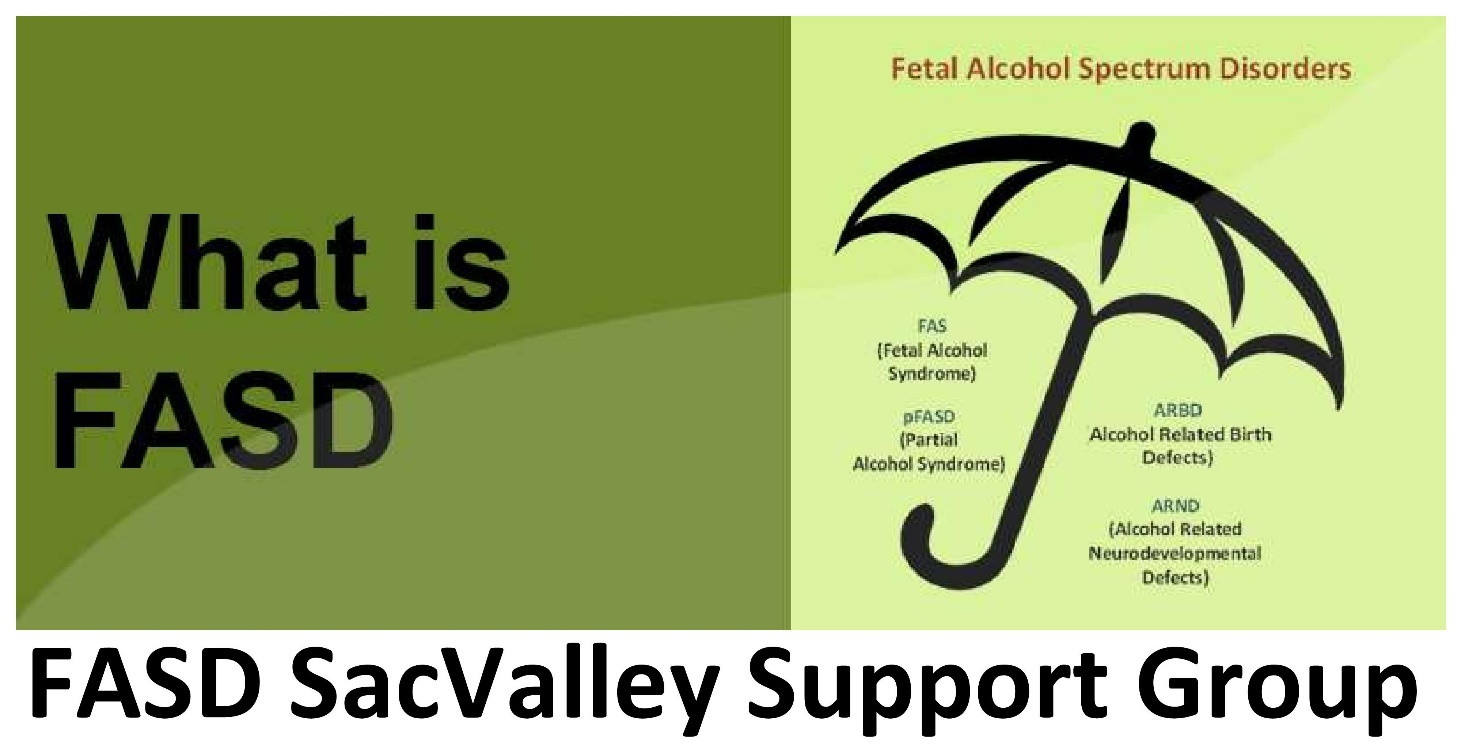 What is
FASD
Fetal Alcohol Spectrum Disorders
FAS
(Fetal Alcohol
Syndrome)
pFASD
(Partial
Alcohol Syndrome)
ARBD
Alcohol Related Birth
Defects)
ARND
(Alcohol Related
Neurodevelopmental
Defects)
FASD SacValley Support Group